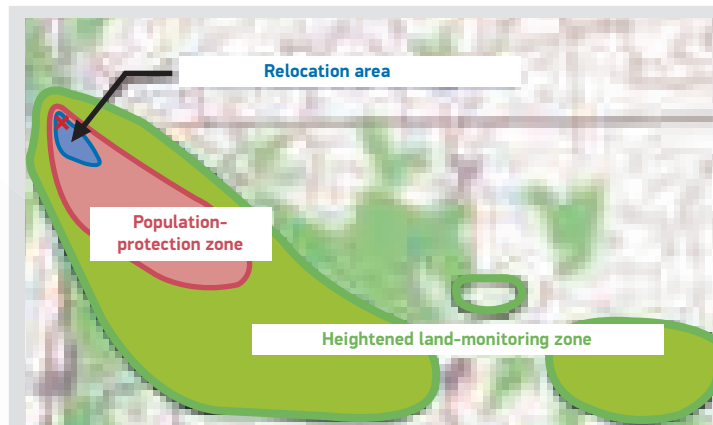 Relocation area
Population-
protection zone
Heightened land-monitoring zone